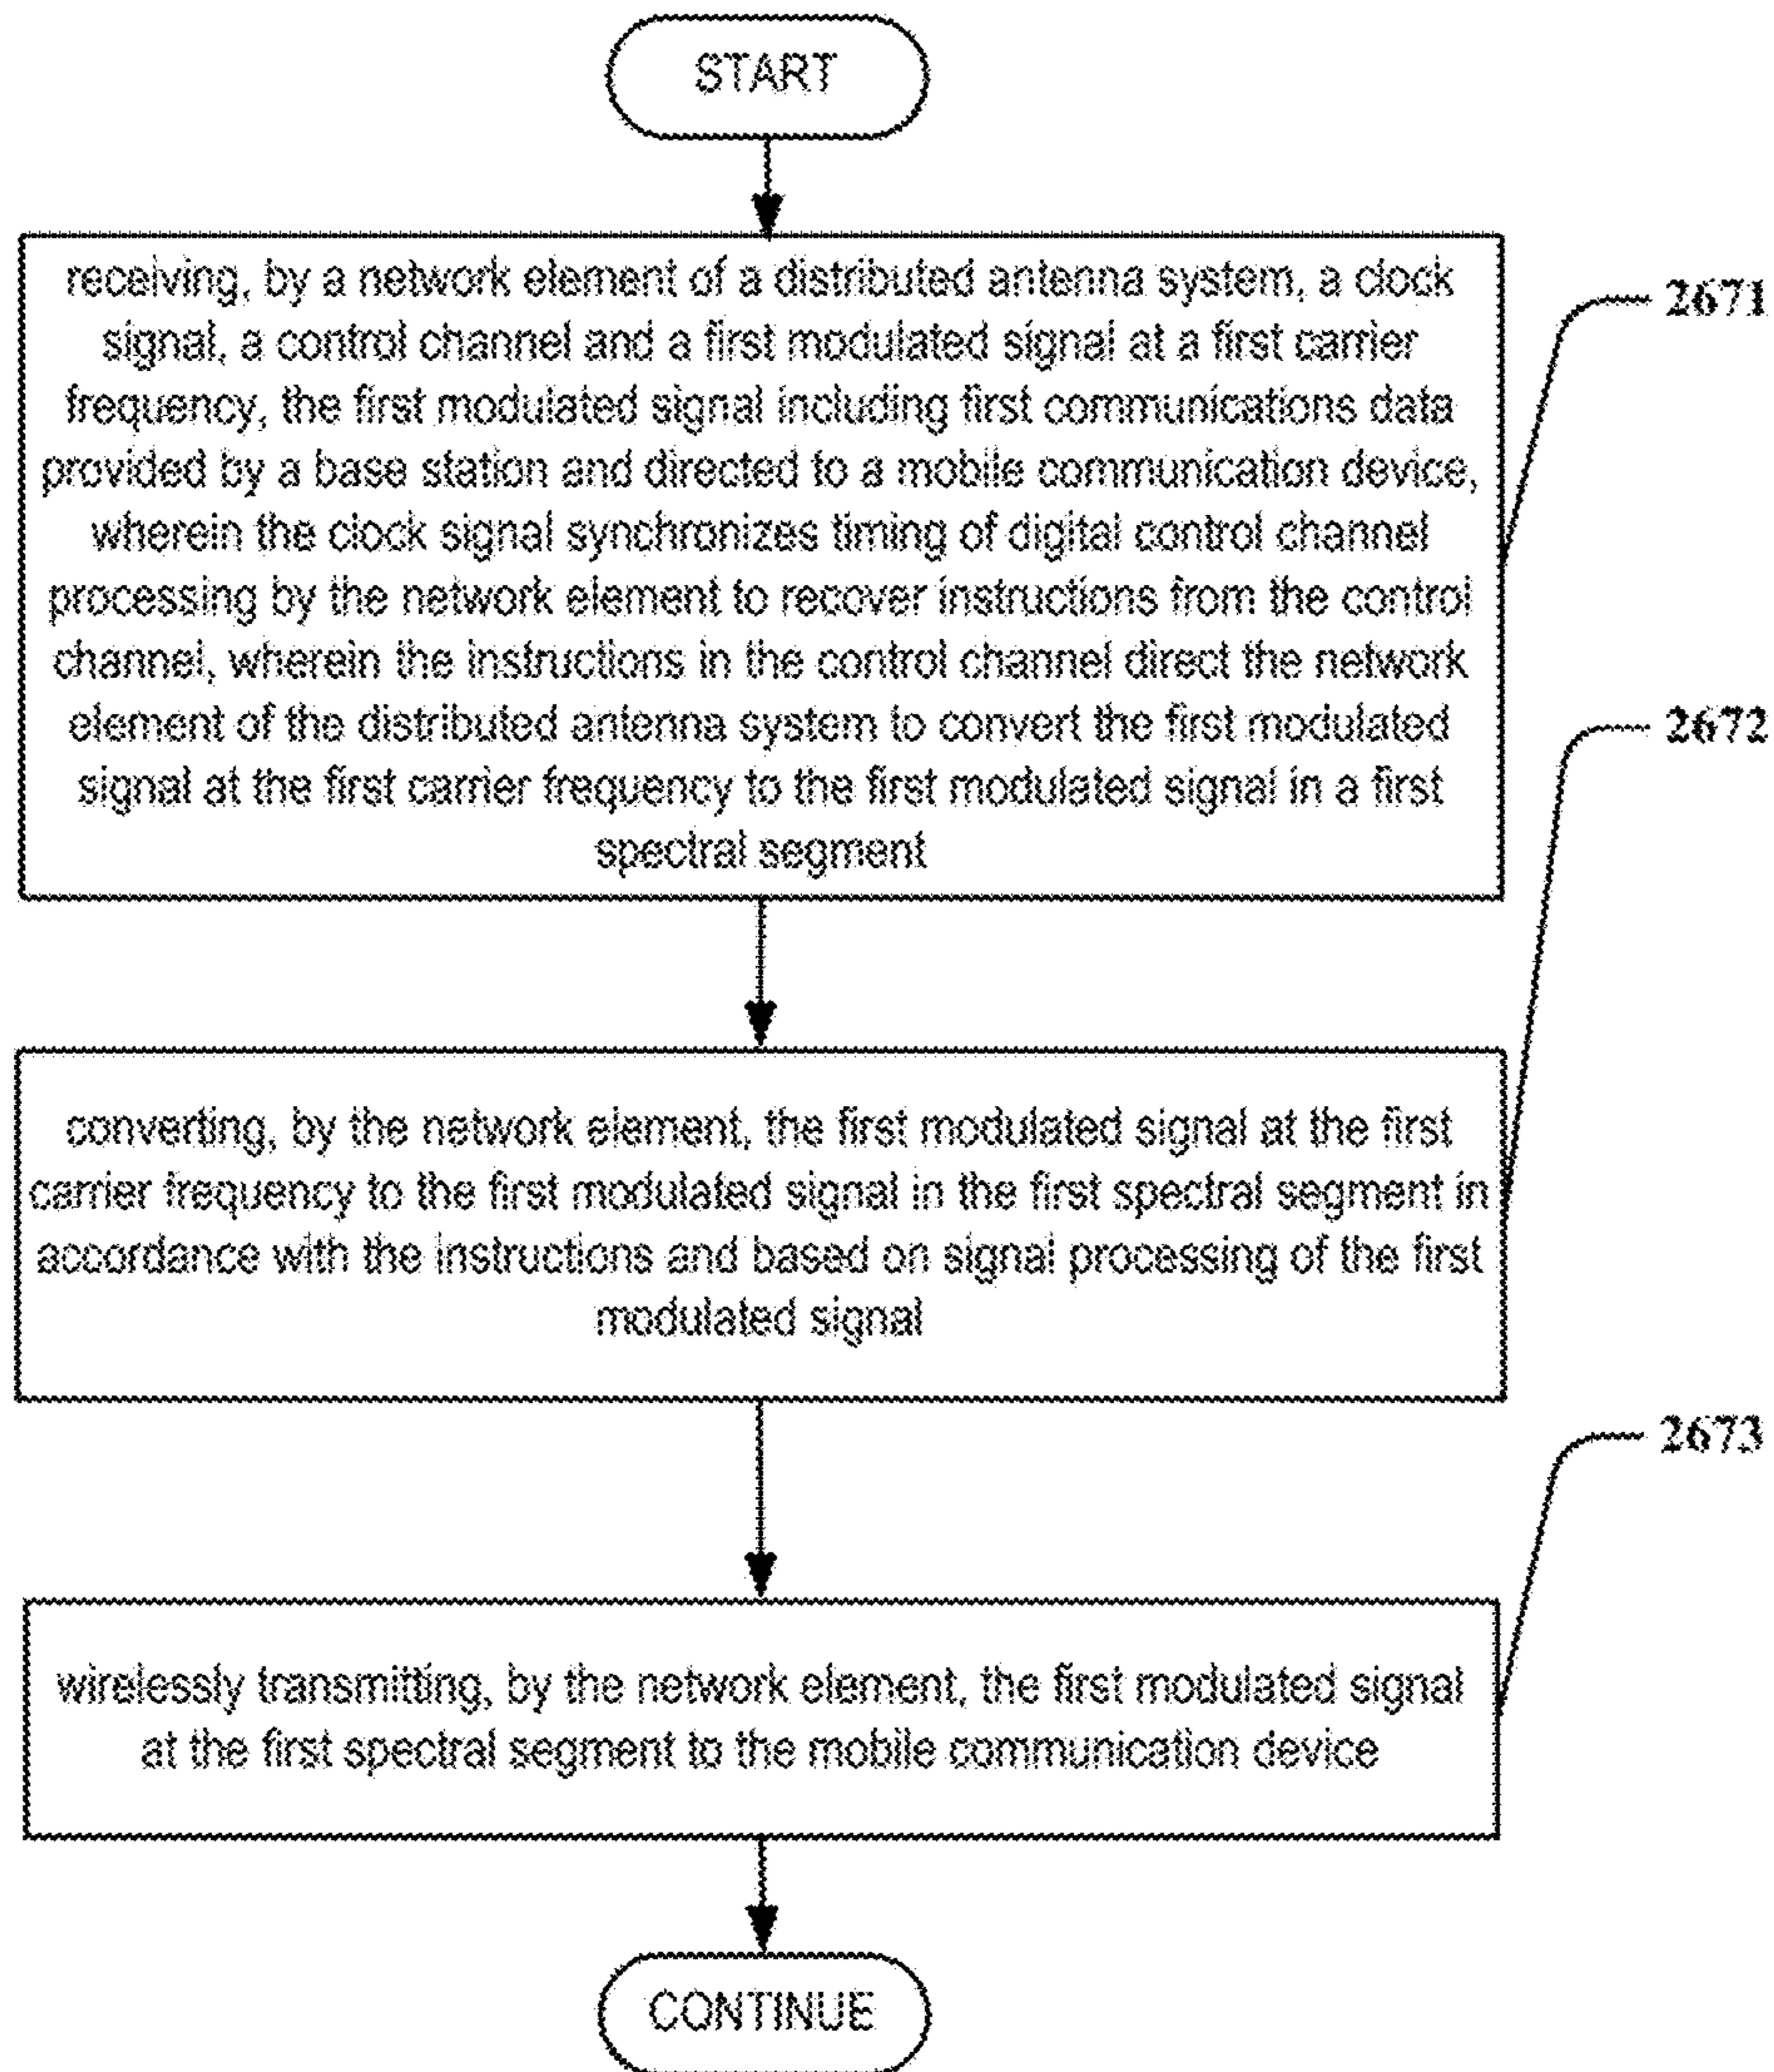 START
receiving, by a network element of a distributed antenna system, a clock
signal, a control channel and a first modulated signal at a first carrier
frequency, the first modulated signal including first communications data
provided by a base station and directed to a mobile communication device,
wherein the clock signal synchronizes timing of digital control channel
processing by the network element to recover instructions from the control
channel, wherein the instructions in the control channel direct the network
element of the distributed antenna system to convert the first modulated
signal at the first carrier frequency to the first modulated signal in a first
spectral segment
2671
converting, by the network element, the first modulated signal at the first
carrier frequency to the first modulated signal in the first spectral segment in
accordance with the instructions and based on signal processing of the first
modulated signal
2672
wirelessly transmitting, by the network element, the first modulated signal
at the first spectral segment to the mobile communication device
2673
CONTINUE